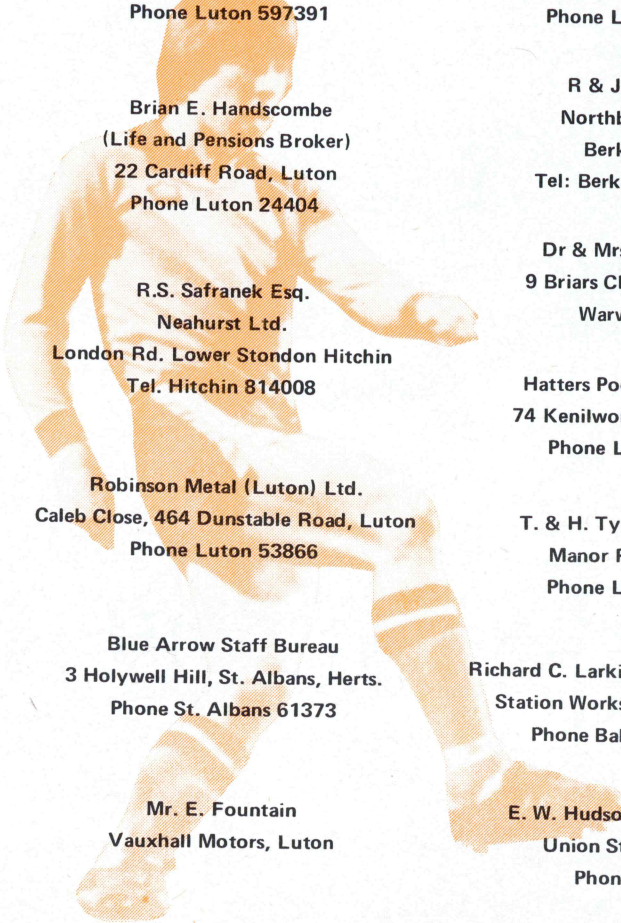 Phone Luton 597391
Brian E. Handscombe
(Life and Pensions Broker)
22 Cardiff Road, Luton
Phone Luton 24404
R.S. Safranek Esq.
Neahurst Ltd.
London Rd. Lower Stondon Hitchin
Tel. Hitchin 814008
Robinson Metal (Luton) Ltd.
Caleb Close, 464 Dunstable Road, Luton
Phone Luton 53866
Blue Arrow Staff Bureau
3 Holywell Hill, St. Albans, Herts.
Phone St. Albans 61373
Mr. E. Fountain
Vauxhall Motors, Luton
Phone L
R & J
Northb
Berk
Tel: Berk
Dr & Mrs
9 Briars Cl
Warw
Hatters Poo
74 Kenilwor
Phone L
T. & H. Ty
Manor R
Phone L
Richard C. Larki
Station Works
Phone Bal
E. W. Hudso
Union St
Phon